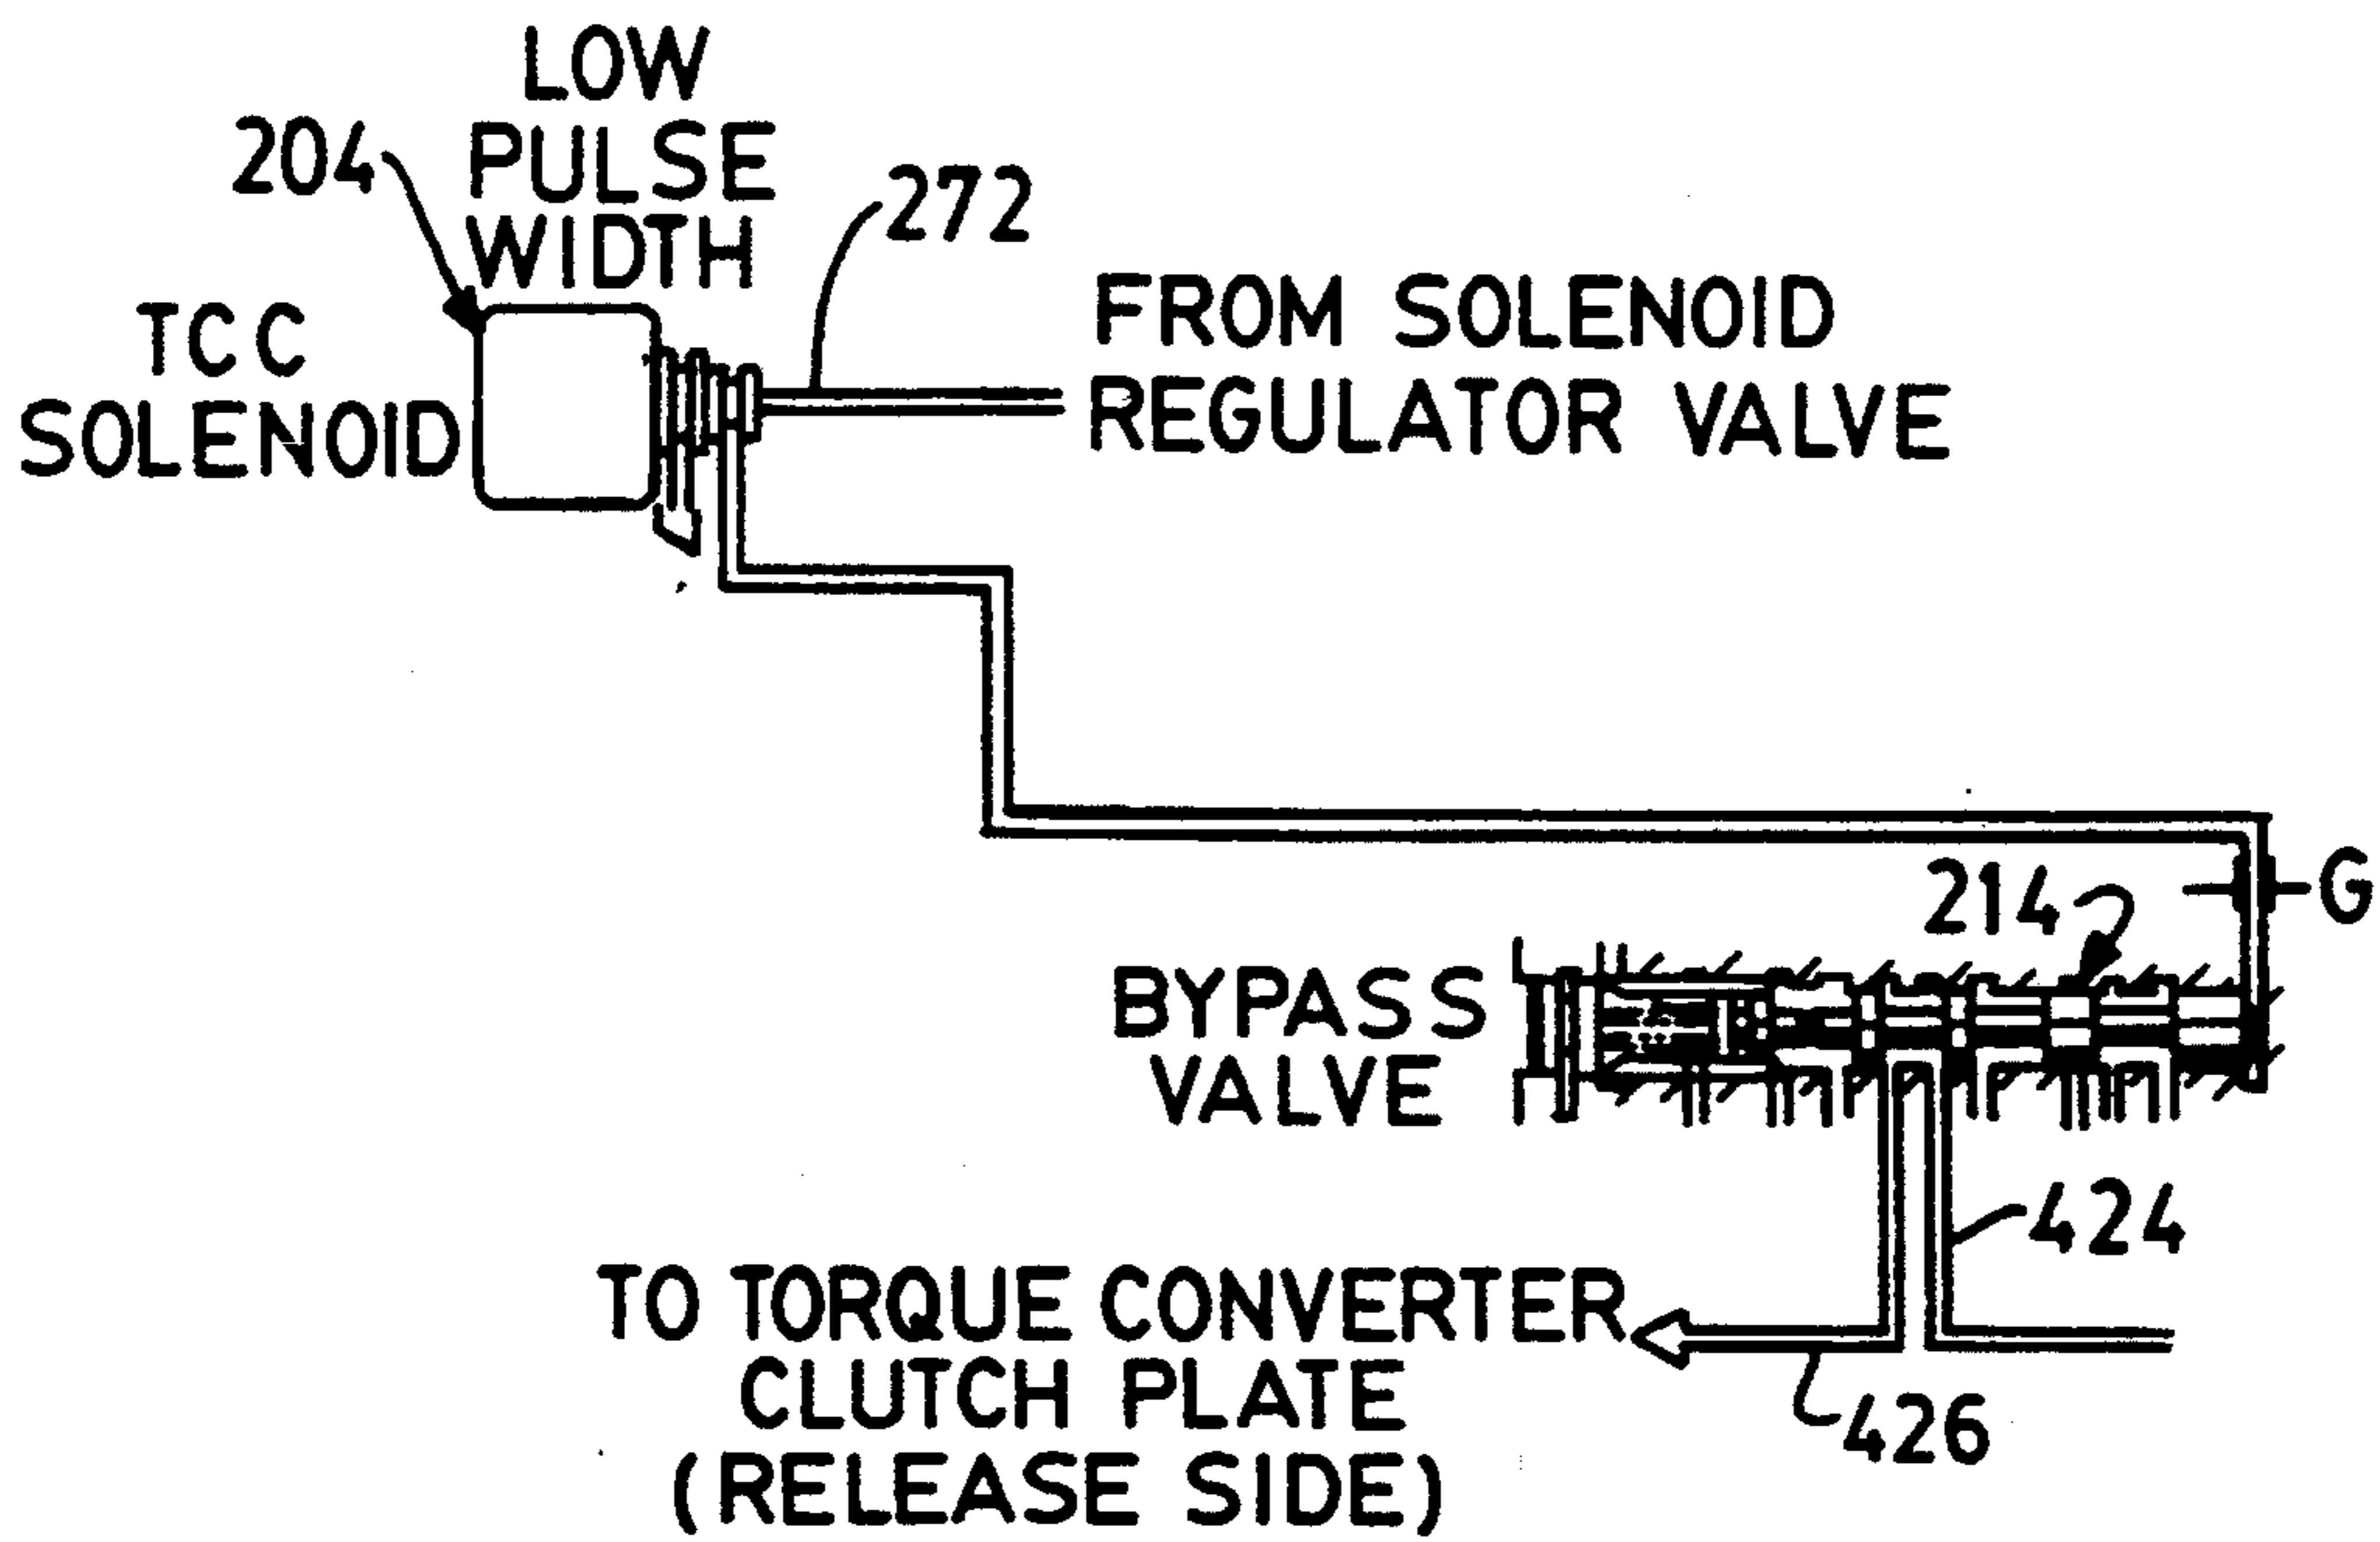 LOW
PULSE
WIDTH
204
272
TCC
SOLENOID
FROM SOLENOID
REGULATOR VALVE
214
G
BYPASS
VALVE
424
TO TORQUE CONVERTER
CLUTCH PLATE
(RELEASE SIDE)
426